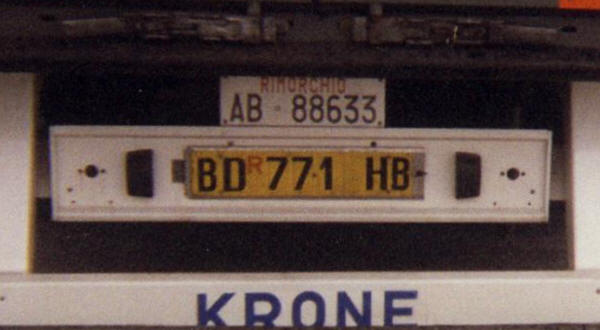 RIMORCHIO
AB 88633
BD R 771 HB
KRONE